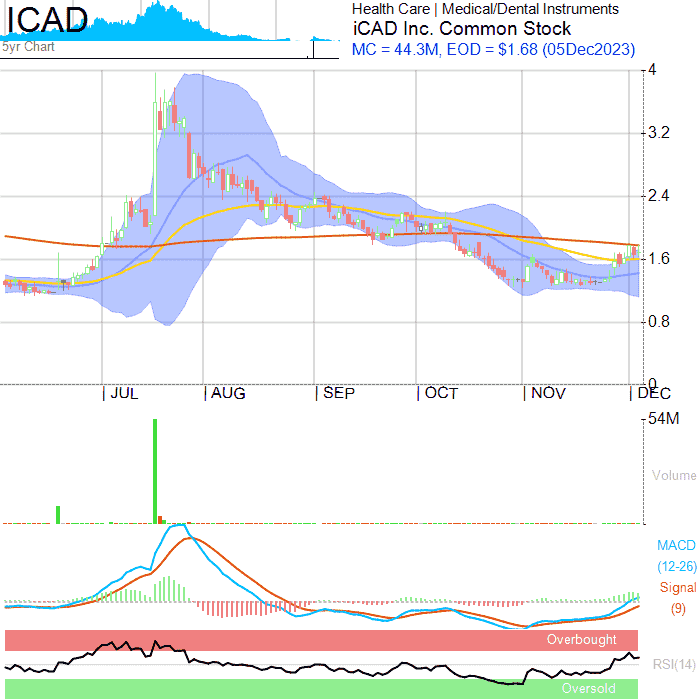 ICAD
5yr Chart
Health Care | Medical/Dental Instruments
iCAD Inc. Common Stock
MC = 44.3M, EOD = $1.68 (05Dec2023)
4
3.2
2.4
1.6
0.8
0
| JUL | AUG | SEP | OCT | NOV | DEC
54M
Volume
MACD
(12-26)
Signal
(9)
Overbought
RSI(14)
Oversold